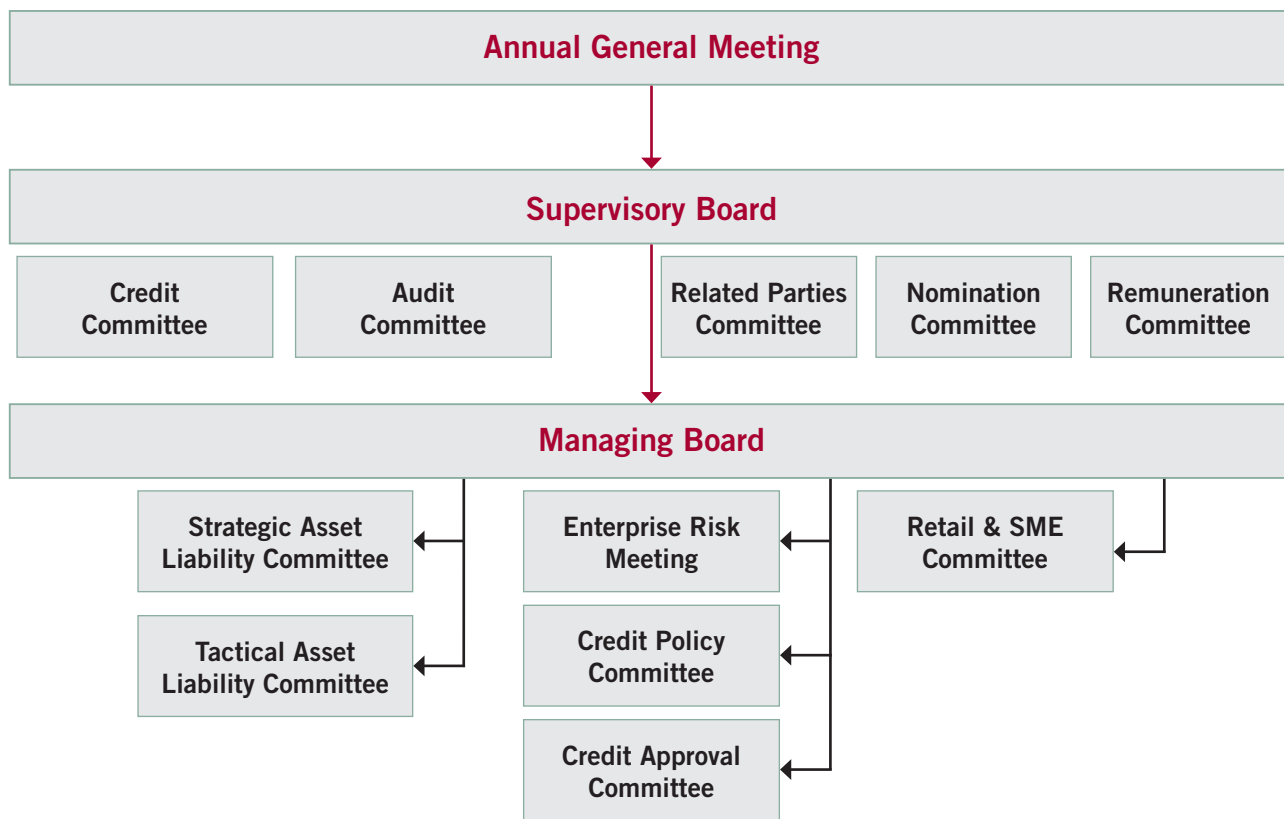 Annual General Meeting
Supervisory Board
Credit
Committee
Audit
Committee
Related Parties
Committee
Nomination
Committee
Remuneration
Committee
Managing Board
Strategic Asset
Liability Committee
Enterprise Risk
Meeting
Retail & SME
Committee
Tactical Asset
Liability Committee
Credit Policy
Committee
Credit Approval
Committee